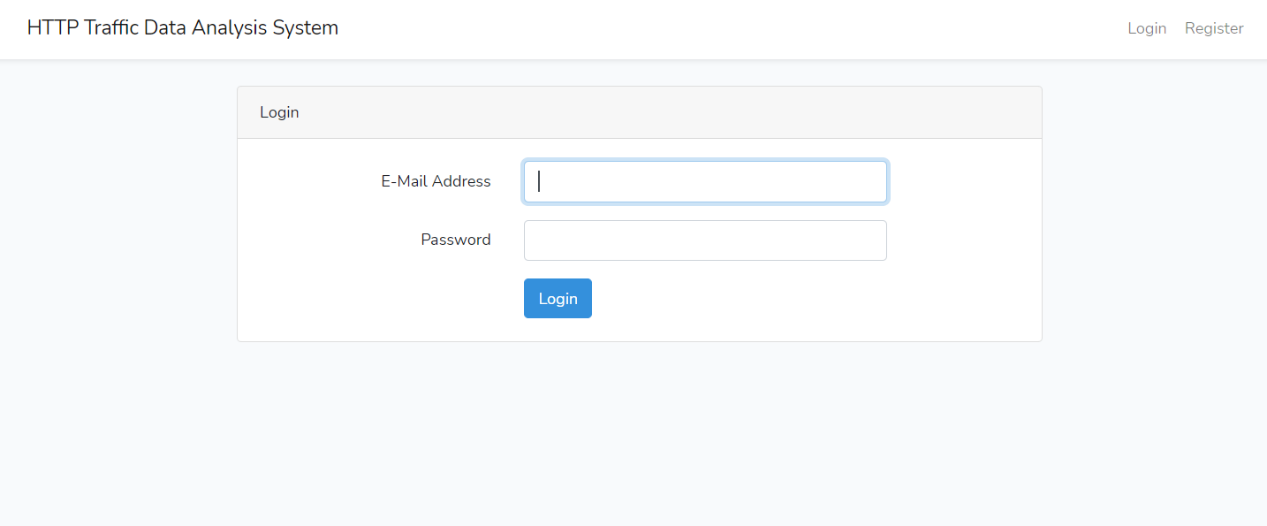 HTTP Traffic Data Analysis System
Login Register
Login
E-Mail Address
Password
Login